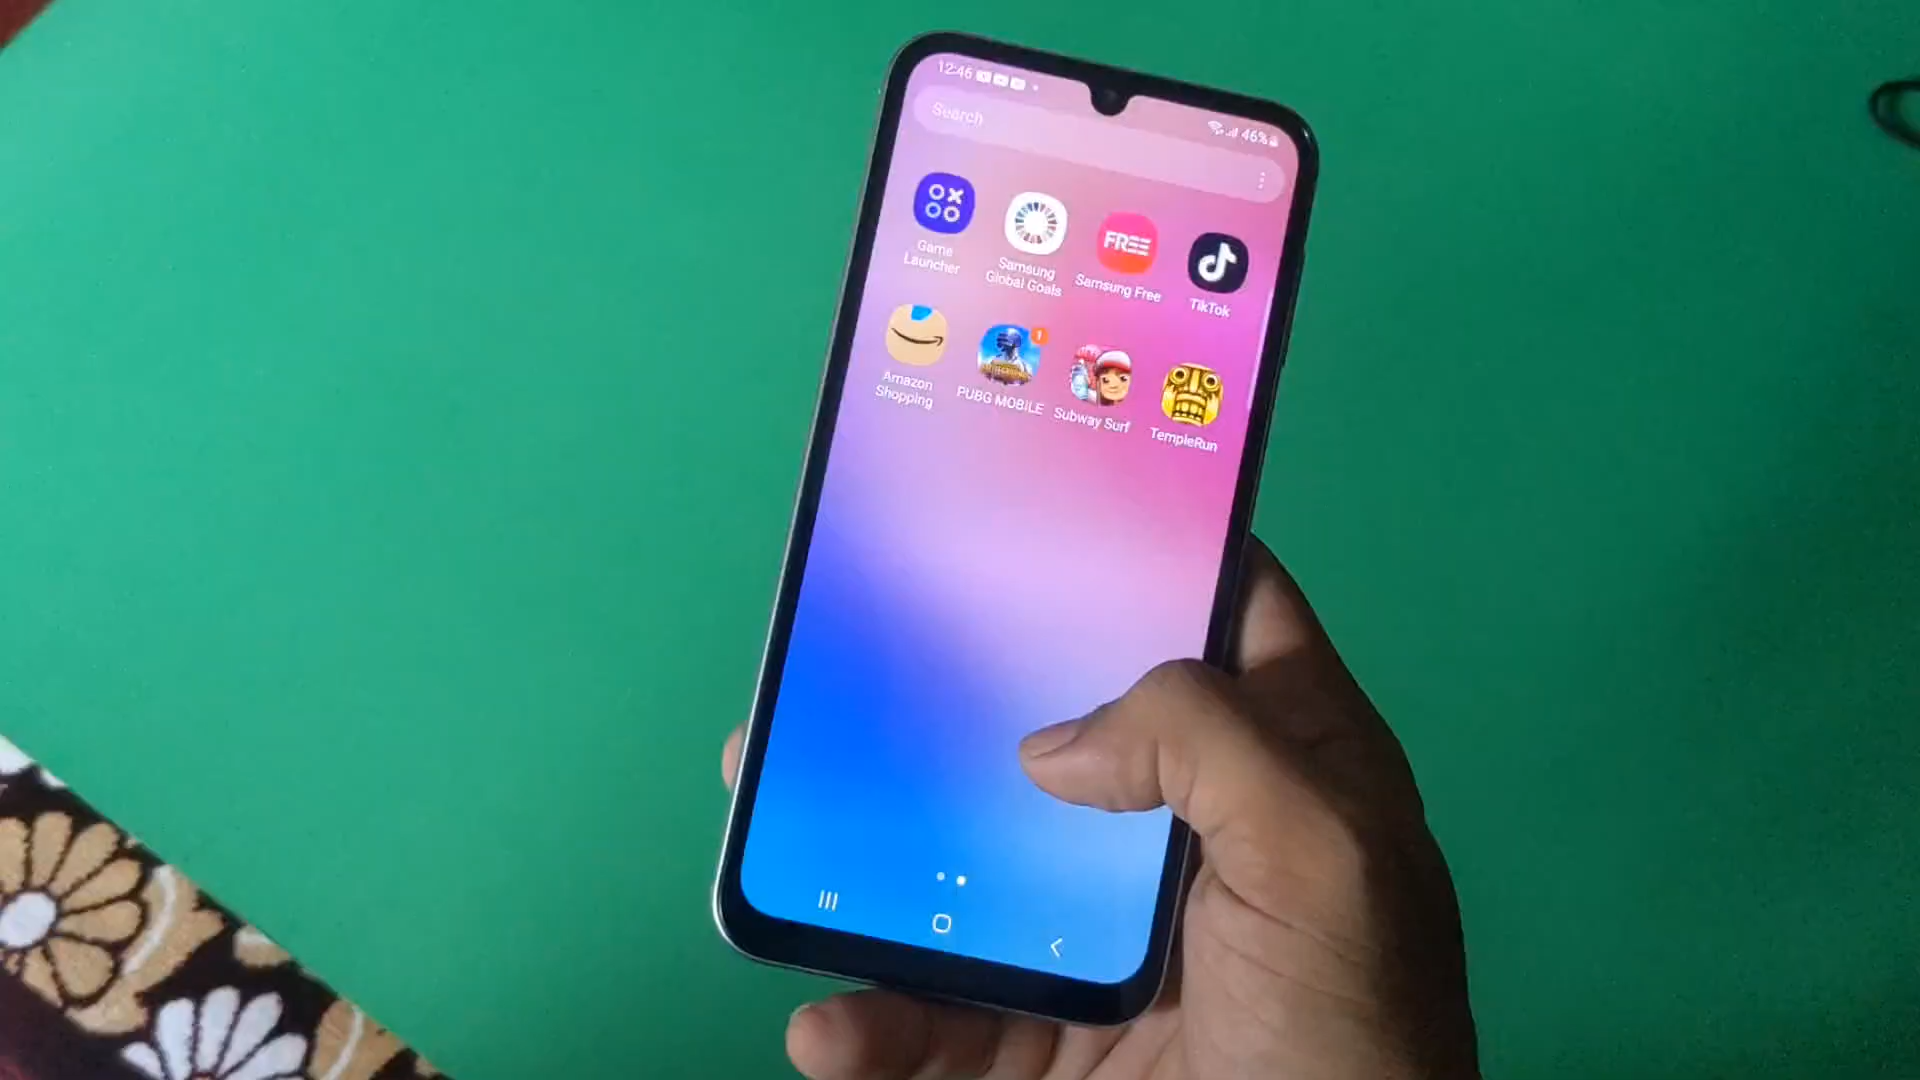 12:46
46%
Search
FREE
Game
Launcher
Samsung
Global Goals
Samsung Free
TikTok
1
Amazon
Shopping
PUBG MOBILE
Subway Surf
TempleRun